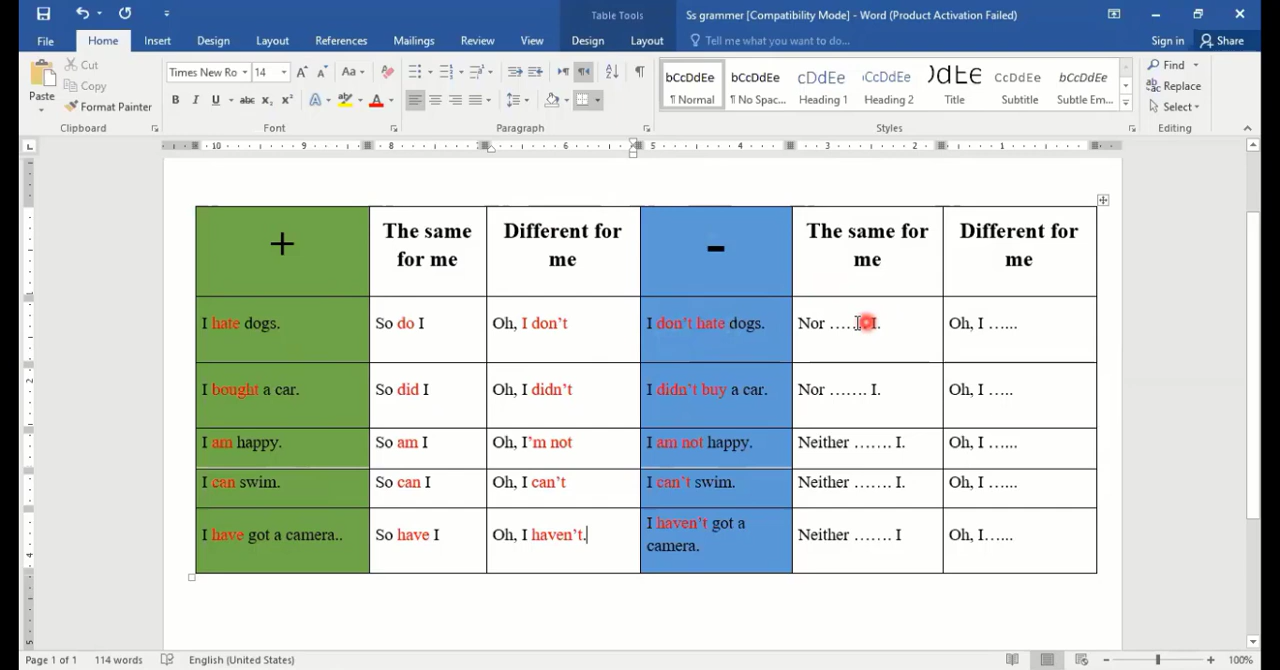 Table Tools
Ss grammer [Compatibility Mode] - Word (Product Activation Failed)
File
Home
Insert
Design
Layout
References
Mailings
Review
View
Design
Layout
Tell me what you want to do...
Sign in
Share
Paste
Cut
Copy
Format Painter
Clipboard
Times New Ro
14
Font
Paragraph
bCcDdEe
¶ Normal
bCcDdEe
¶ No Spac...
cDdEe
Heading 1
cCcDdEe
Heading 2
)dtE
Title
CcDdEe
Subtitle
bCcDdEe
Subtle Em...
Styles
Find
Replace
Select
Editing
+
The same for me
Different for me
-
The same for me
Different for me
I hate dogs.
So do I
Oh, I don't
I don't hate dogs.
Nor …… I.
Oh, I …...
I bought a car.
So did I
Oh, I didn't
I didn't buy a car.
Nor ……. I.
Oh, I …..
I am happy.
So am I
Oh, I'm not
I am not happy.
Neither ……. I.
Oh, I …...
I can swim.
So can I
Oh, I can't
I can't swim.
Neither ……. I.
Oh, I …...
I have got a camera..
So have I
Oh, I haven't.
I haven't got a camera.
Neither ……. I
Oh, I…...
Page 1 of 1
114 words
English (United States)
100%